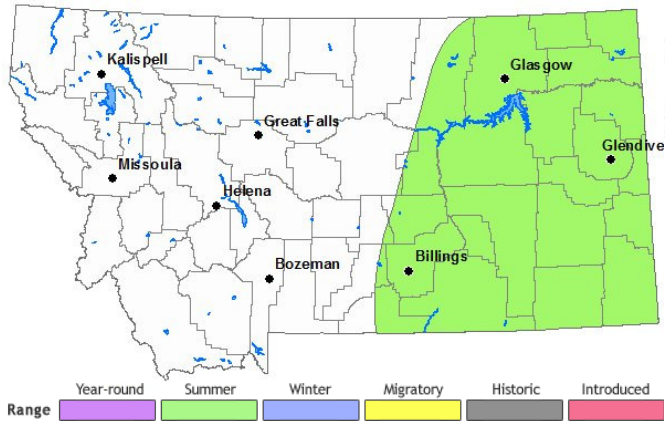 Kalispell
Glasgow
Great Falls
Glendive
Missoula
Helena
Billings
Bozeman
Year-round Summer Winter Migratory Historic Introduced
Range